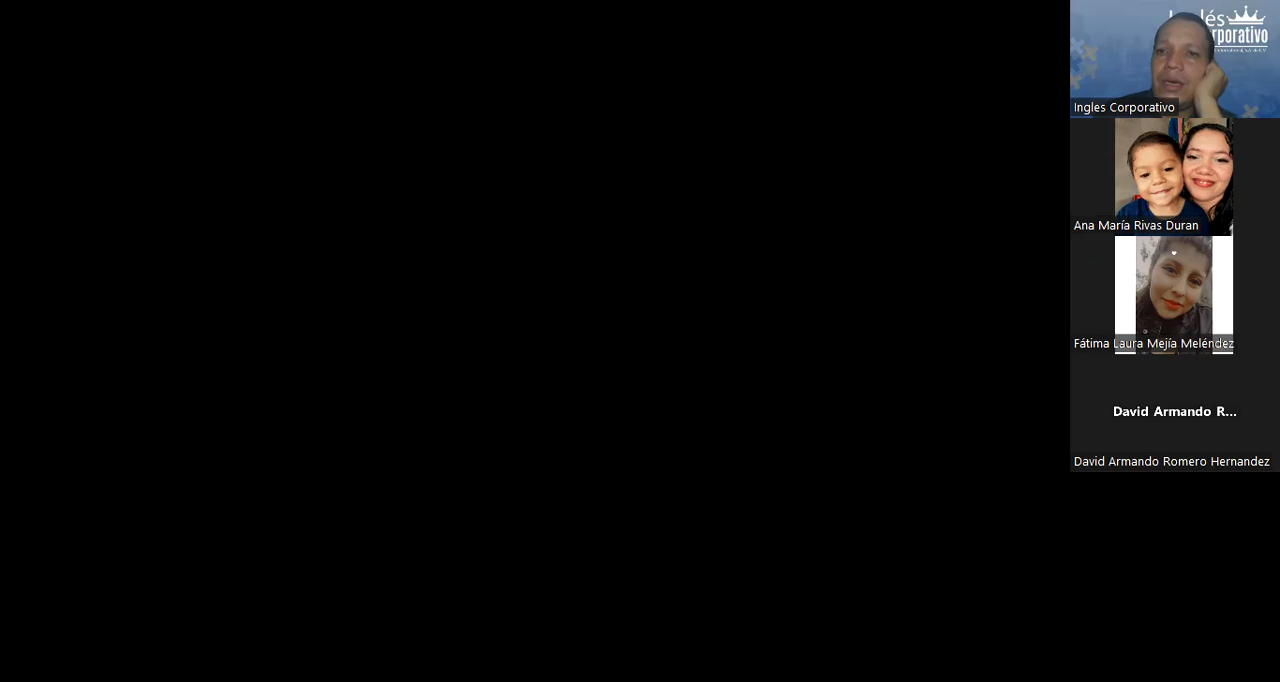 Inglés
Corporativo
Ingles Corporativo
Ana María Rivas Duran
Fátima Laura Mejía Meléndez
David Armando R...
David Armando Romero Hernandez